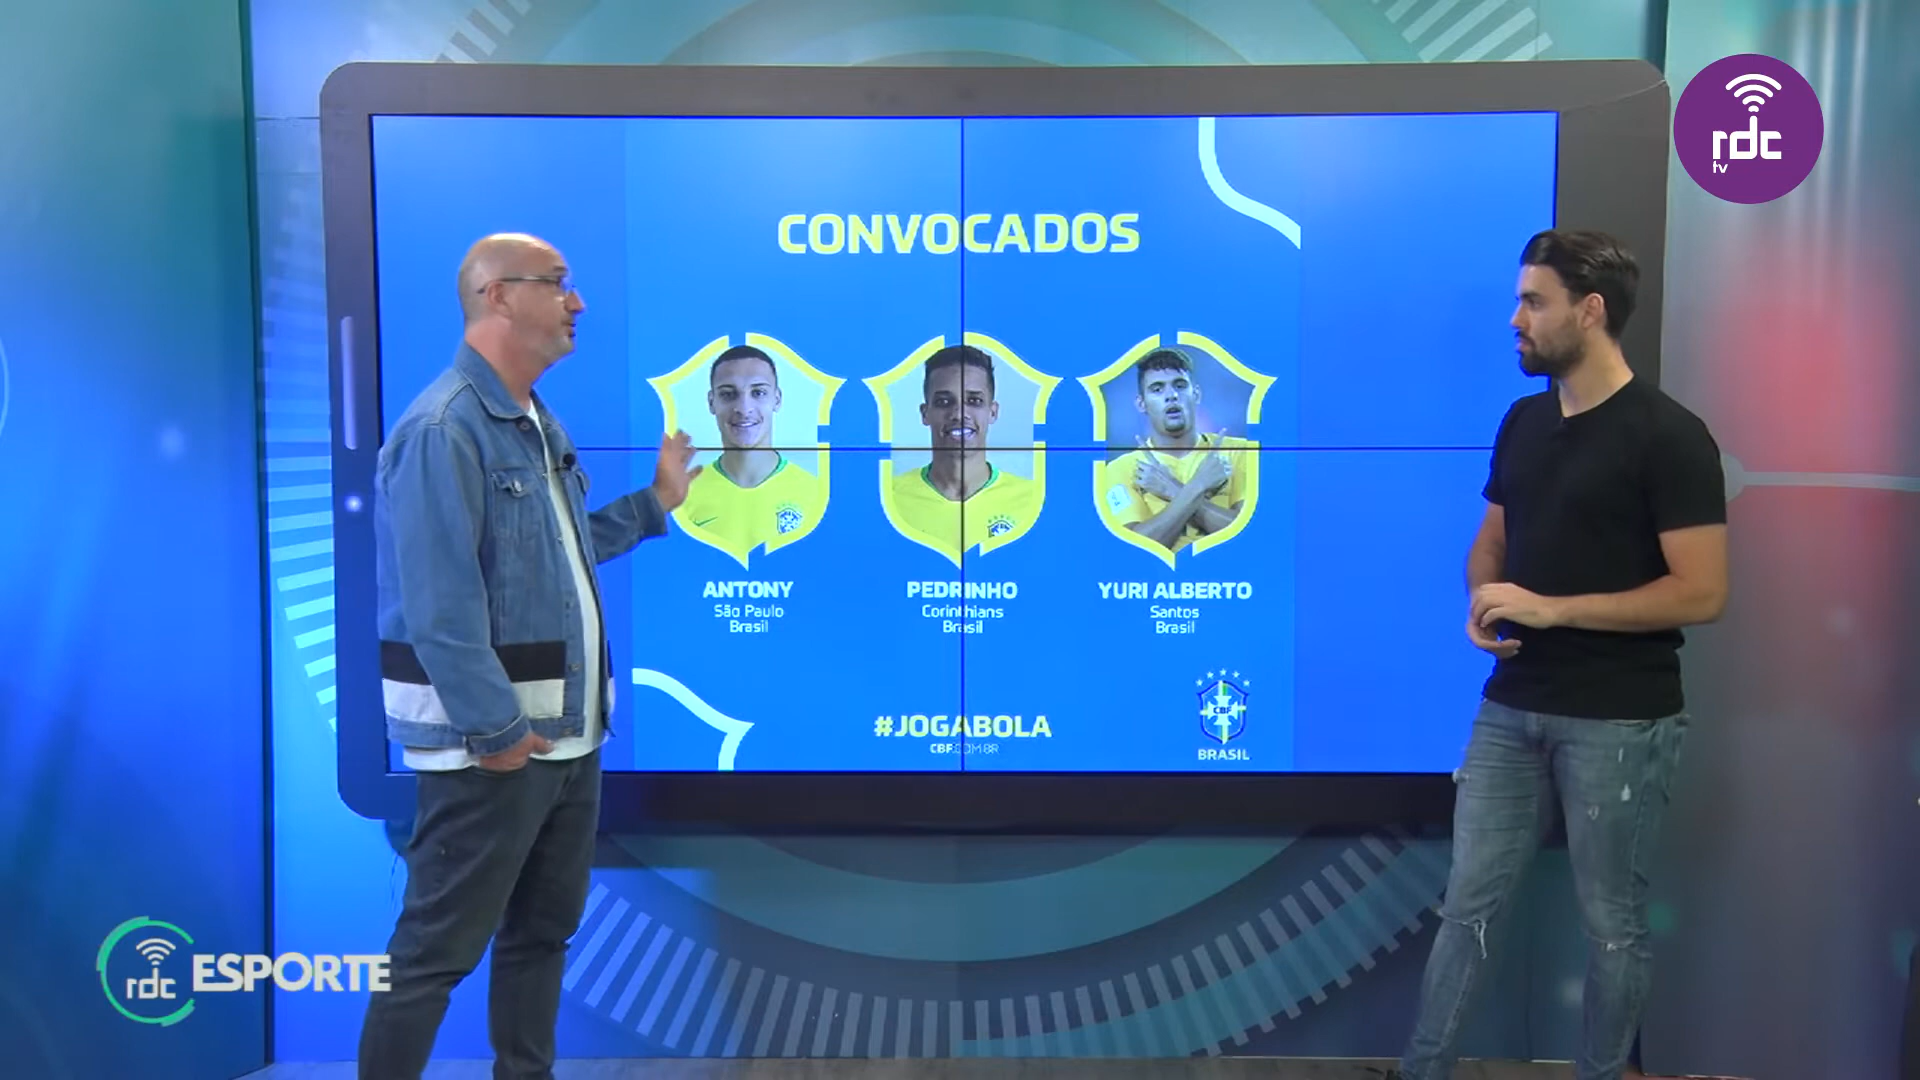 rdc
tv
CONVOCADOS
ANTONY
São Paulo
Brasil
PEDRINHO
Corinthians
Brasil
YURI ALBERTO
Santos
Brasil
#JOGABOLA
CBF.COM.BR
CBF
BRASIL
rdc
ESPORTE